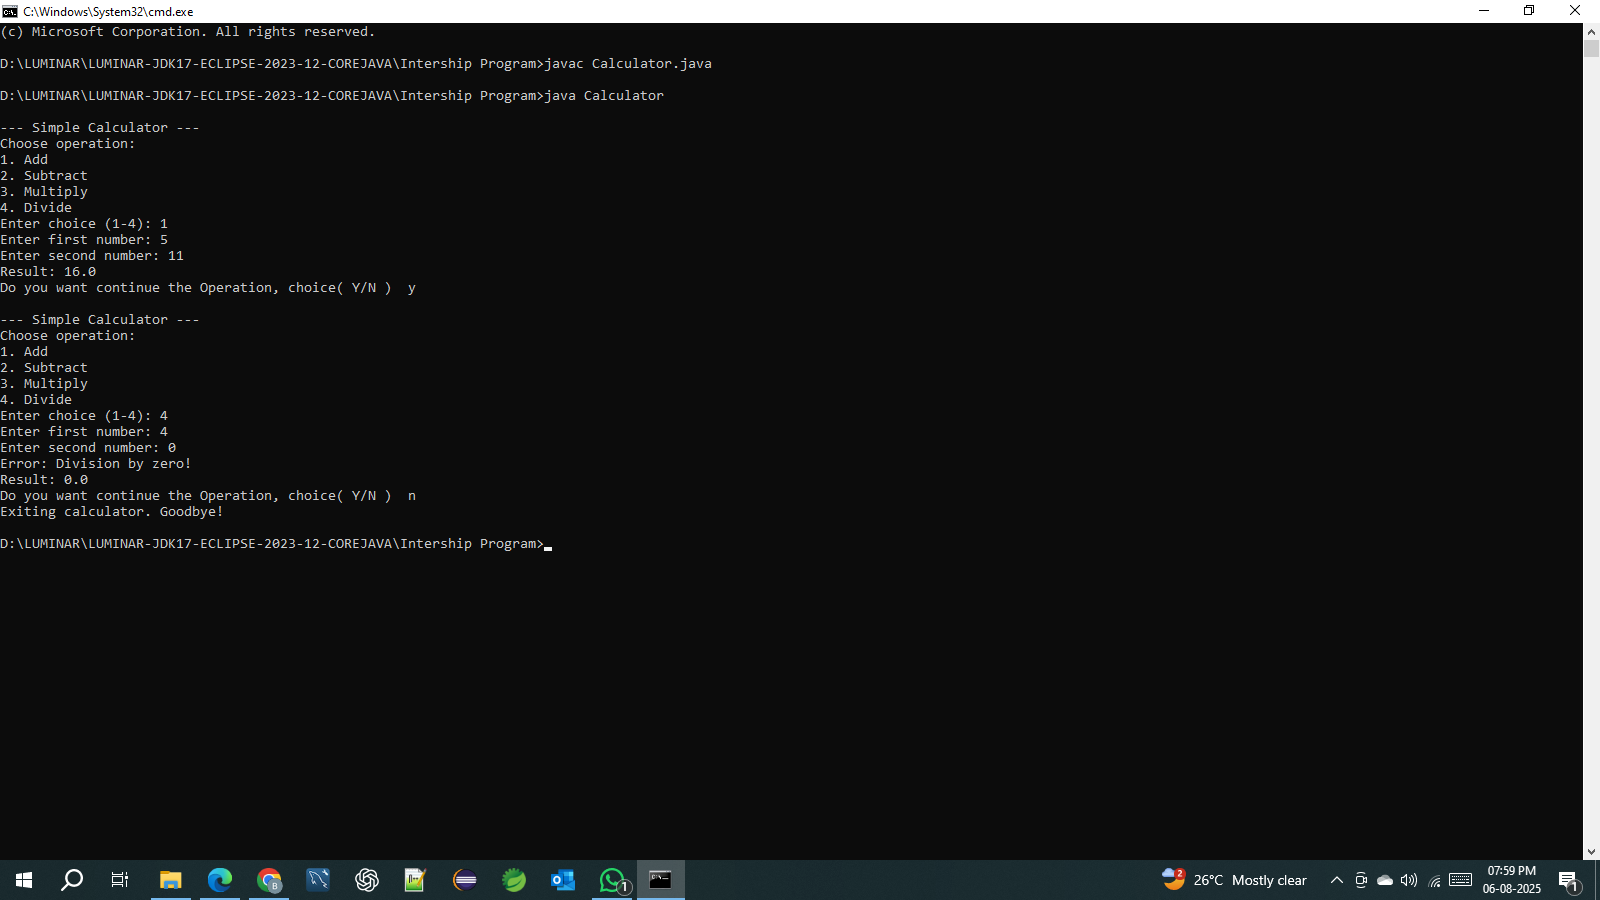 C:\Windows\System32\cmd.exe
(c) Microsoft Corporation. All rights reserved.
D:\LUMINAR\LUMINAR-JDK17-ECLIPSE-2023-12-COREJAVA\Intership Program>javac Calculator.java
D:\LUMINAR\LUMINAR-JDK17-ECLIPSE-2023-12-COREJAVA\Intership Program>java Calculator
--- Simple Calculator ---
Choose operation:
1. Add
2. Subtract
3. Multiply
4. Divide
Enter choice (1-4): 1
Enter first number: 5
Enter second number: 11
Result: 16.0
Do you want continue the Operation, choice( Y/N )  y
--- Simple Calculator ---
Choose operation:
1. Add
2. Subtract
3. Multiply
4. Divide
Enter choice (1-4): 4
Enter first number: 4
Enter second number: 0
Error: Division by zero!
Result: 0.0
Do you want continue the Operation, choice( Y/N )  n
Exiting calculator. Goodbye!
D:\LUMINAR\LUMINAR-JDK17-ECLIPSE-2023-12-COREJAVA\Intership Program>
B
1
2
26°C Mostly clear
07:59 PM
06-08-2025
1